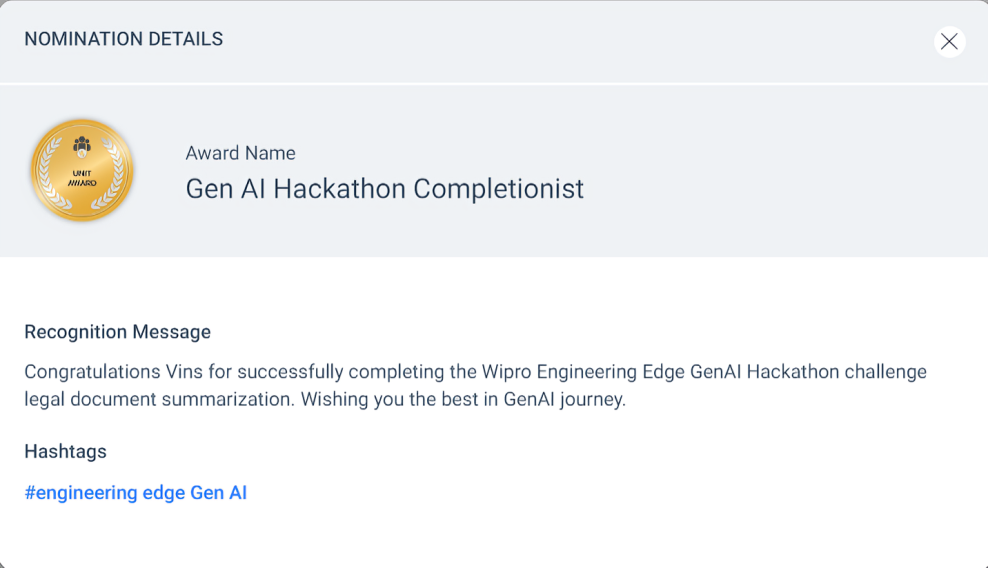 NOMINATION DETAILS
UNIT
AWARD
Award Name
Gen AI Hackathon Completionist
Recognition Message
Congratulations Vins for successfully completing the Wipro Engineering Edge GenAI Hackathon challenge
legal document summarization. Wishing you the best in GenAI journey.
Hashtags
#engineering edge Gen AI